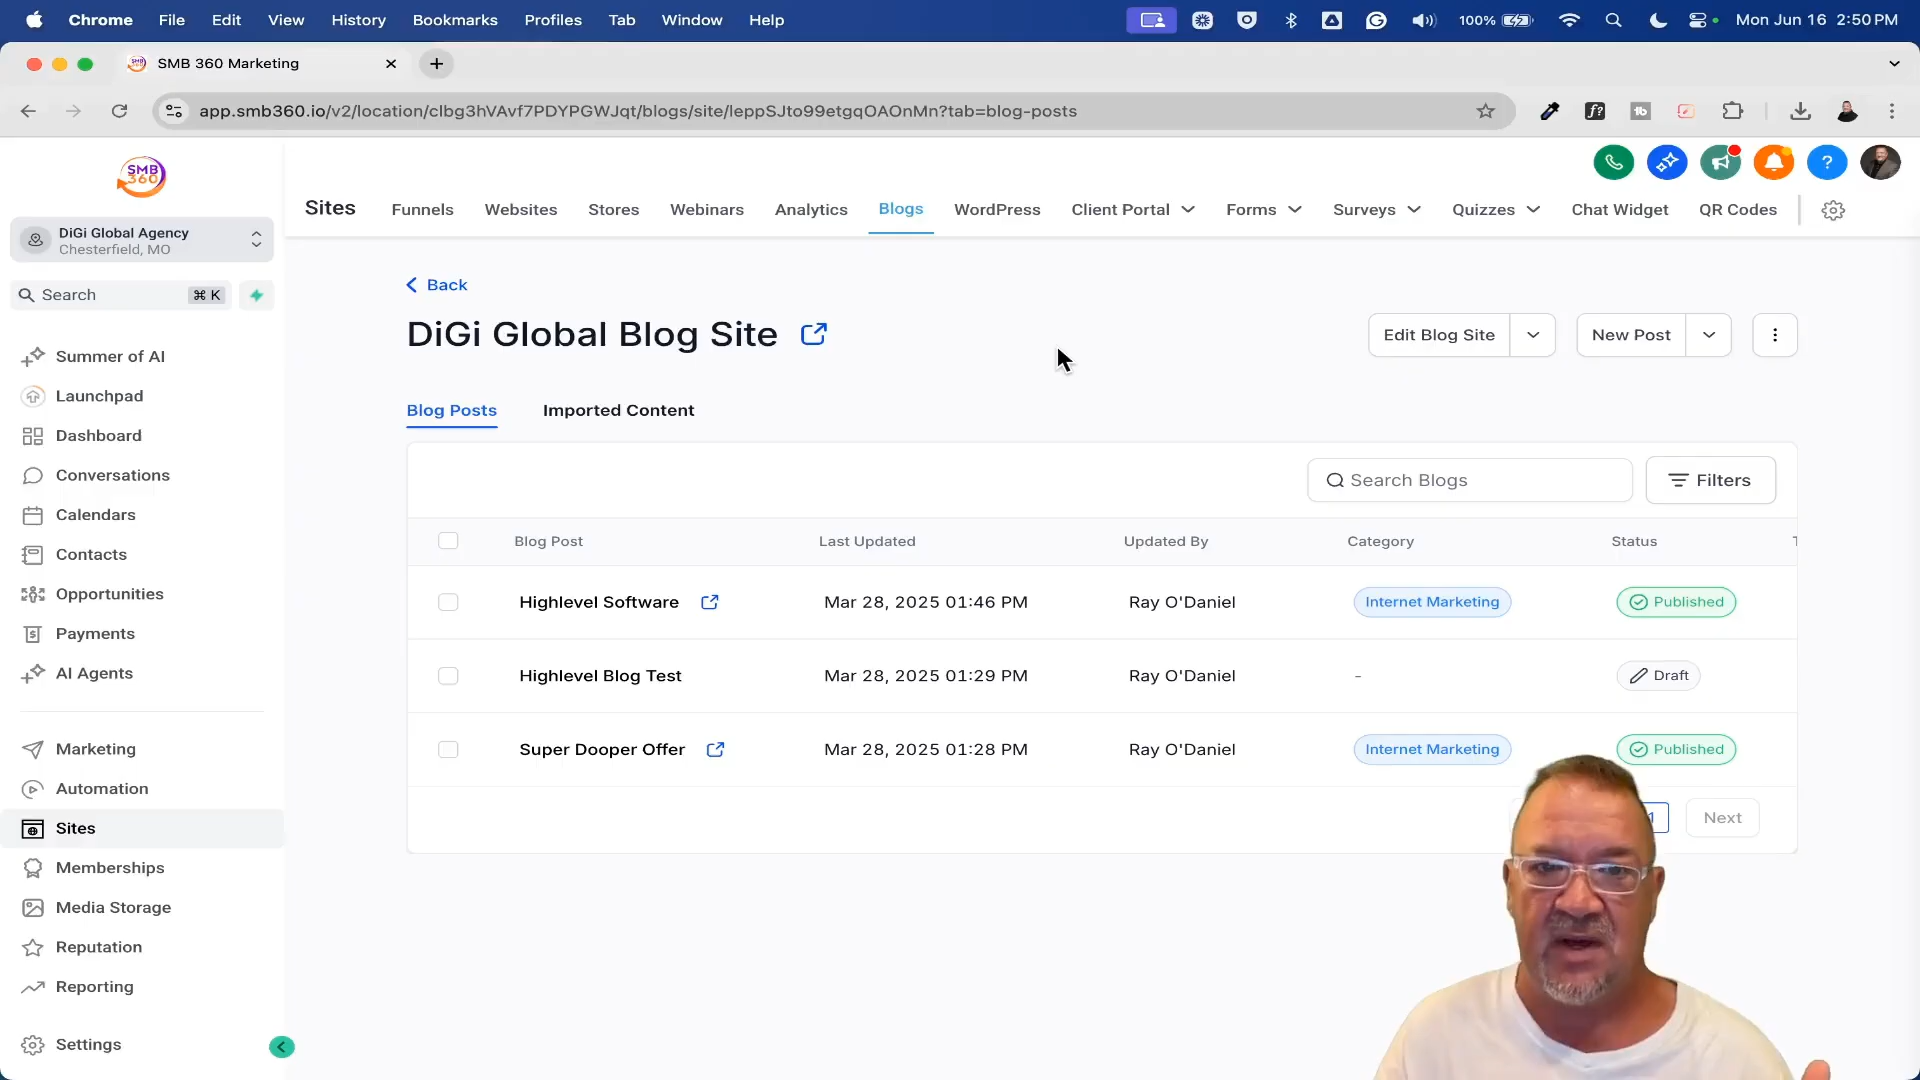 Chrome File Edit View History Bookmarks Profiles Tab Window Help 100% Mon Jun 16 2:50 PM
SMB 360 Marketing
app.smb360.io/v2/location/clbg3hVAvf7PDYPGWJqt/blogs/site/leppSJto99etgqOAOnMn?tab=blog-posts
SMB
360
Sites Funnels Websites Stores Webinars Analytics Blogs WordPress Client Portal Forms Surveys Quizzes Chat Widget QR Codes
DiGi Global Agency
Chesterfield, MO
Search ⌘ K
Summer of AI
Launchpad
Dashboard
Conversations
Calendars
Contacts
Opportunities
Payments
AI Agents
Marketing
Automation
Sites
Memberships
Media Storage
Reputation
Reporting
Settings
Back
DiGi Global Blog Site
Edit Blog Site
New Post
Blog Posts Imported Content
Search Blogs
Filters
Blog Post Last Updated Updated By Category Status
Highlevel Software Mar 28, 2025 01:46 PM Ray O'Daniel Internet Marketing Published
Highlevel Blog Test Mar 28, 2025 01:29 PM Ray O'Daniel - Draft
Super Dooper Offer Mar 28, 2025 01:28 PM Ray O'Daniel Internet Marketing Published
1 Next